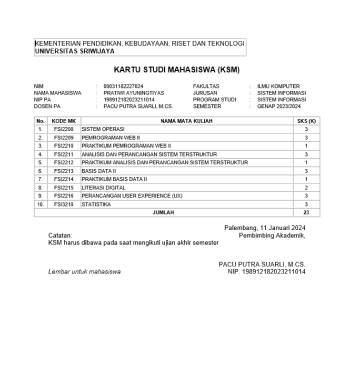 KEMENTERIAN PENDIDIKAN, KEBUDAYAAN, RISET DAN TEKNOLOGI
UNIVERSITAS SRIWIJAYA
KARTU STUDI MAHASISWA (KSM)
NIM : 09031182227024 FAKULTAS : ILMU KOMPUTER
NAMA MAHASISWA : PRATIWI AYUNINGTIYAS JURUSAN : SISTEM INFORMASI
NIP PA : 198912182023211014 PROGRAM STUDI : SISTEM INFORMASI
DOSEN PA : PACU PUTRA SUARLI, M.CS. SEMESTER : GENAP 2023/2024
No. KODE MK NAMA MATA KULIAH SKS (K)
1. FSI2208 SISTEM OPERASI 3
2. FSI2209 PEMROGRAMAN WEB II 3
3. FSI2210 PRAKTIKUM PEMROGRAMAN WEB II 1
4. FSI2211 ANALISIS DAN PERANCANGAN SISTEM TERSTRUKTUR 3
5. FSI2212 PRAKTIKUM ANALISIS DAN PERANCANGAN SISTEM TERSTRUKTUR 1
6. FSI2213 BASIS DATA II 3
7. FSI2214 PRAKTIKUM BASIS DATA II 1
8. FSI2215 LITERASI DIGITAL 2
9. FSI2216 PERANCANGAN USER EXPERIENCE (UX) 3
10. FSI3210 STATISTIKA 3
JUMLAH 23
Palembang, 11 Januari 2024
Catatan: Pembimbing Akademik,
KSM harus dibawa pada saat mengikuti ujian akhir semester
PACU PUTRA SUARLI, M.CS.
Lembar untuk mahasiswa NIP. 198912182023211014